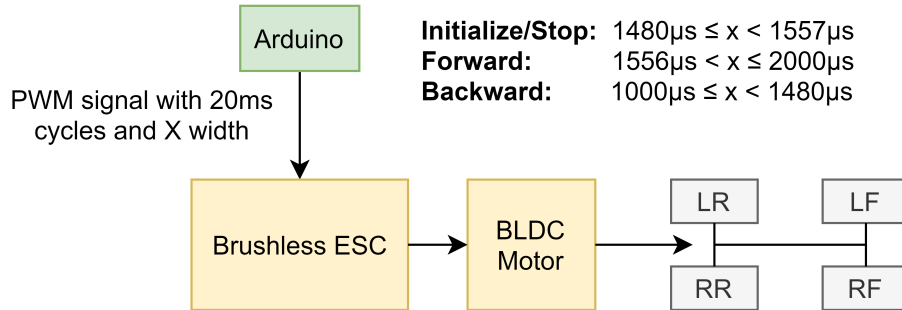 Arduino
Initialize/Stop: 1480µs ≤ x < 1557µs
Forward: 1556µs < x ≤ 2000µs
Backward: 1000µs ≤ x < 1480µs
PWM signal with 20ms
cycles and X width
Brushless ESC
BLDC
Motor
LR
LF
RR
RF